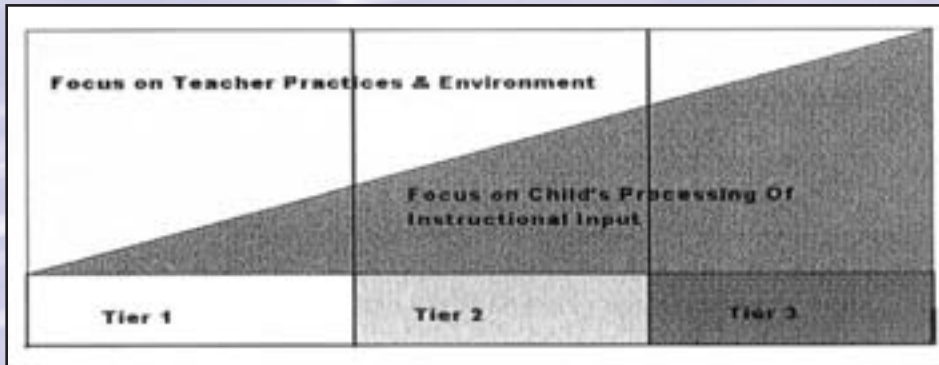 Focus on Teacher Practices & Environment
Focus on Child's Processing Of
Instructional Input
Tier 1
Tier 2
Tier 3